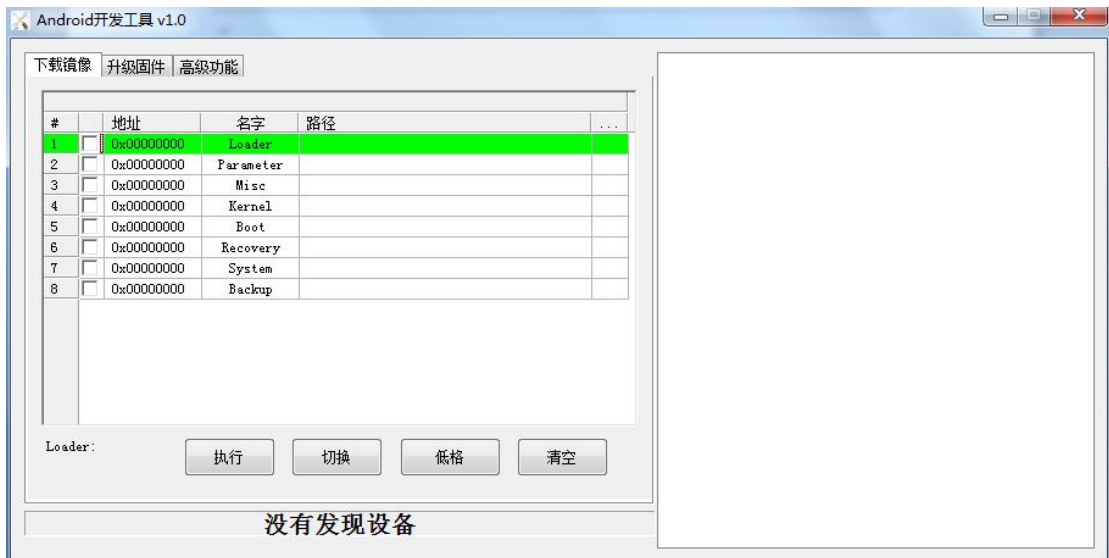 Android开发工具 v1.0
下载镜像 升级固件 高级功能
# 地址 名字 路径 ...
1 0x00000000 Loader
2 0x00000000 Parameter
3 0x00000000 Misc
4 0x00000000 Kernel
5 0x00000000 Boot
6 0x00000000 Recovery
7 0x00000000 System
8 0x00000000 Backup
Loader: 执行 切换 低格 清空
没有发现设备